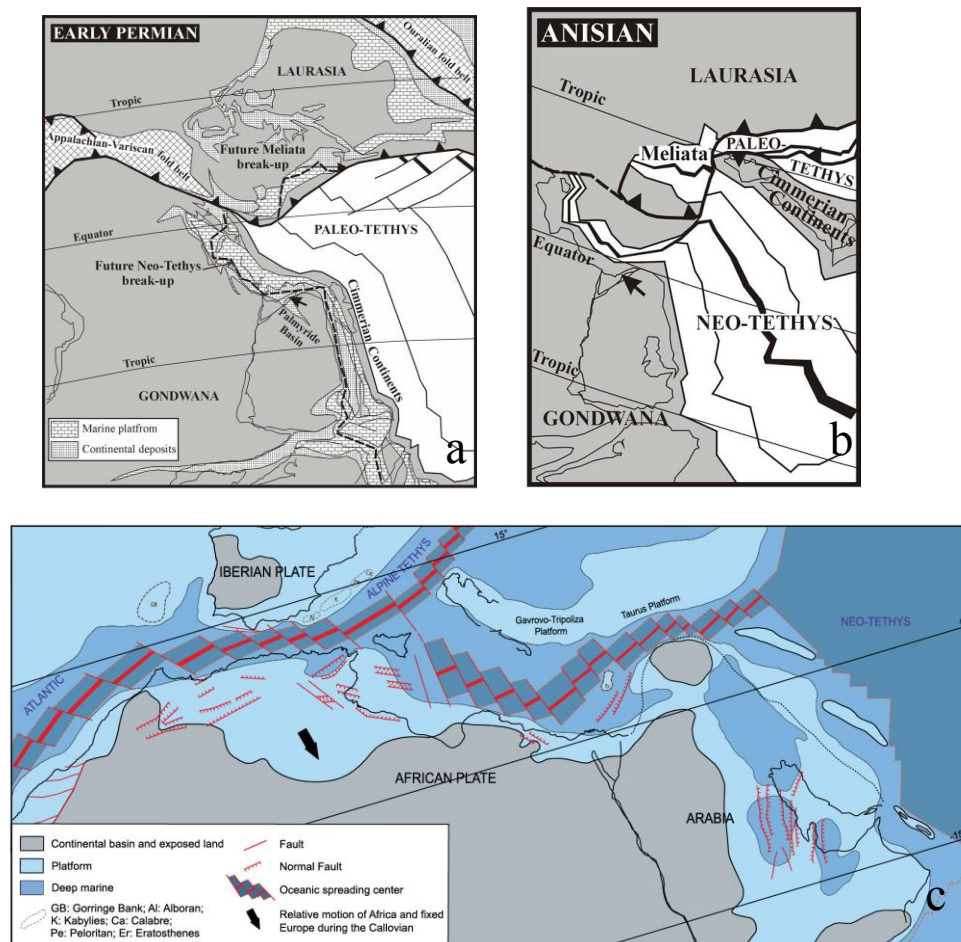 EARLY PERMIAN
Ouralian fold belt
LAURASIA
Tropic
Appalachian-Variscan fold belt
Future Meliata
break-up
PALEO-TETHYS
Equator
Future Neo-Tethys
break-up
Palmyride
Basin
Cimmerian Continents
Tropic
GONDWANA
Marine platfrom
Continental deposits
a
ANISIAN
LAURASIA
Tropic
Meliata
PALEO-
TETHYS
Cimmerian
Continents
Equator
NEO-TETHYS
Tropic
GONDWANA
b
15°
IBERIAN PLATE
ALPINE TETHYS
GB
K
Al
Gavrovo-Tripoliza
Platform
Taurus Platform
NEO-TETHYS
ATLANTIC
AFRICAN PLATE
ARABIA
-15°
Continental basin and exposed land
Platform
Deep marine
GB: Gorringe Bank; Al: Alboran;
K: Kabylies; Ca: Calabre;
Pe: Peloritan; Er: Eratosthenes
Fault
Normal Fault
Oceanic spreading center
Relative motion of Africa and fixed
Europe during the Callovian
c